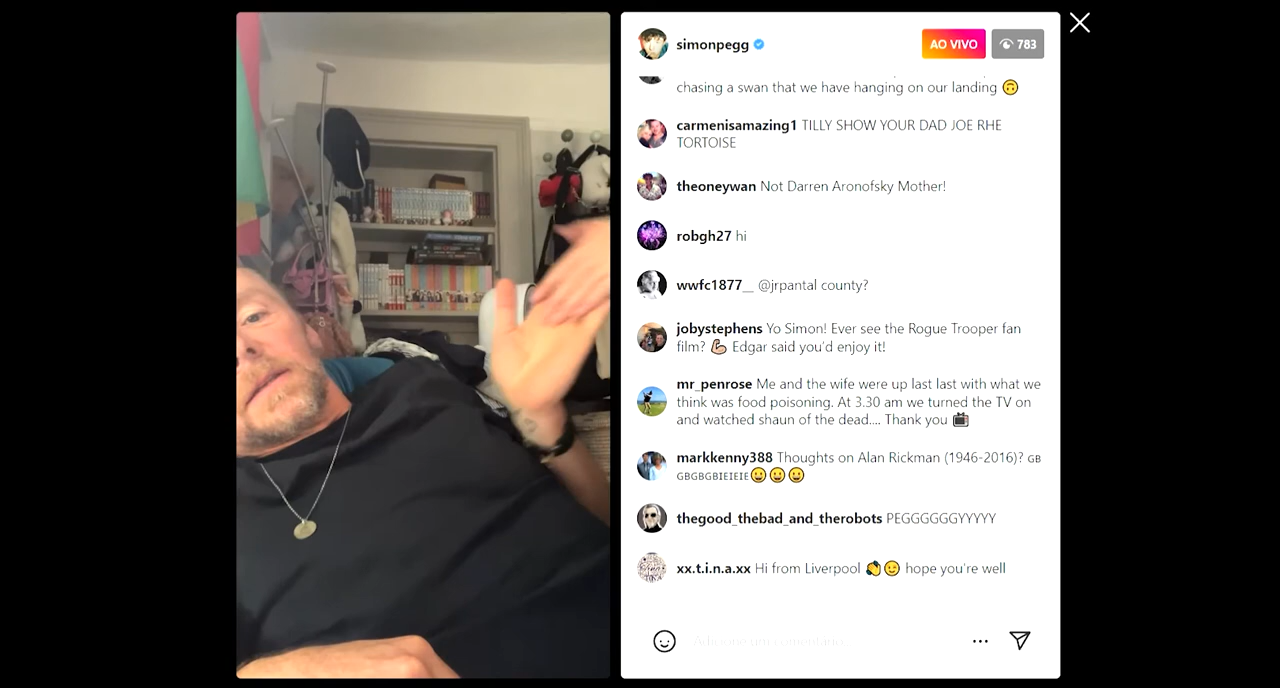 simonpegg
AO VIVO
783
chasing a swan that we have hanging on our landing 🙃
carmenisamazing1 TILLY SHOW YOUR DAD JOE RHE
TORTOISE
theoneywan Not Darren Aronofsky Mother!
robgh27 hi
wwfc1877__ @jrpantal county?
jobystephens Yo Simon! Ever see the Rogue Trooper fan
film? 💪🏼 Edgar said you'd enjoy it!
mr_penrose Me and the wife were up last last with what we
think was food poisoning. At 3.30 am we turned the TV on
and watched shaun of the dead.... Thank you 📺
markkenny388 Thoughts on Alan Rickman (1946-2016)? GB
GBGBGBIEIEIE😀😀😀
thegood_thebad_and_therobots PEGGGGGGYYYYY
xx.t.i.n.a.xx Hi from Liverpool 👏😉 hope you're well
Adicione um comentário...